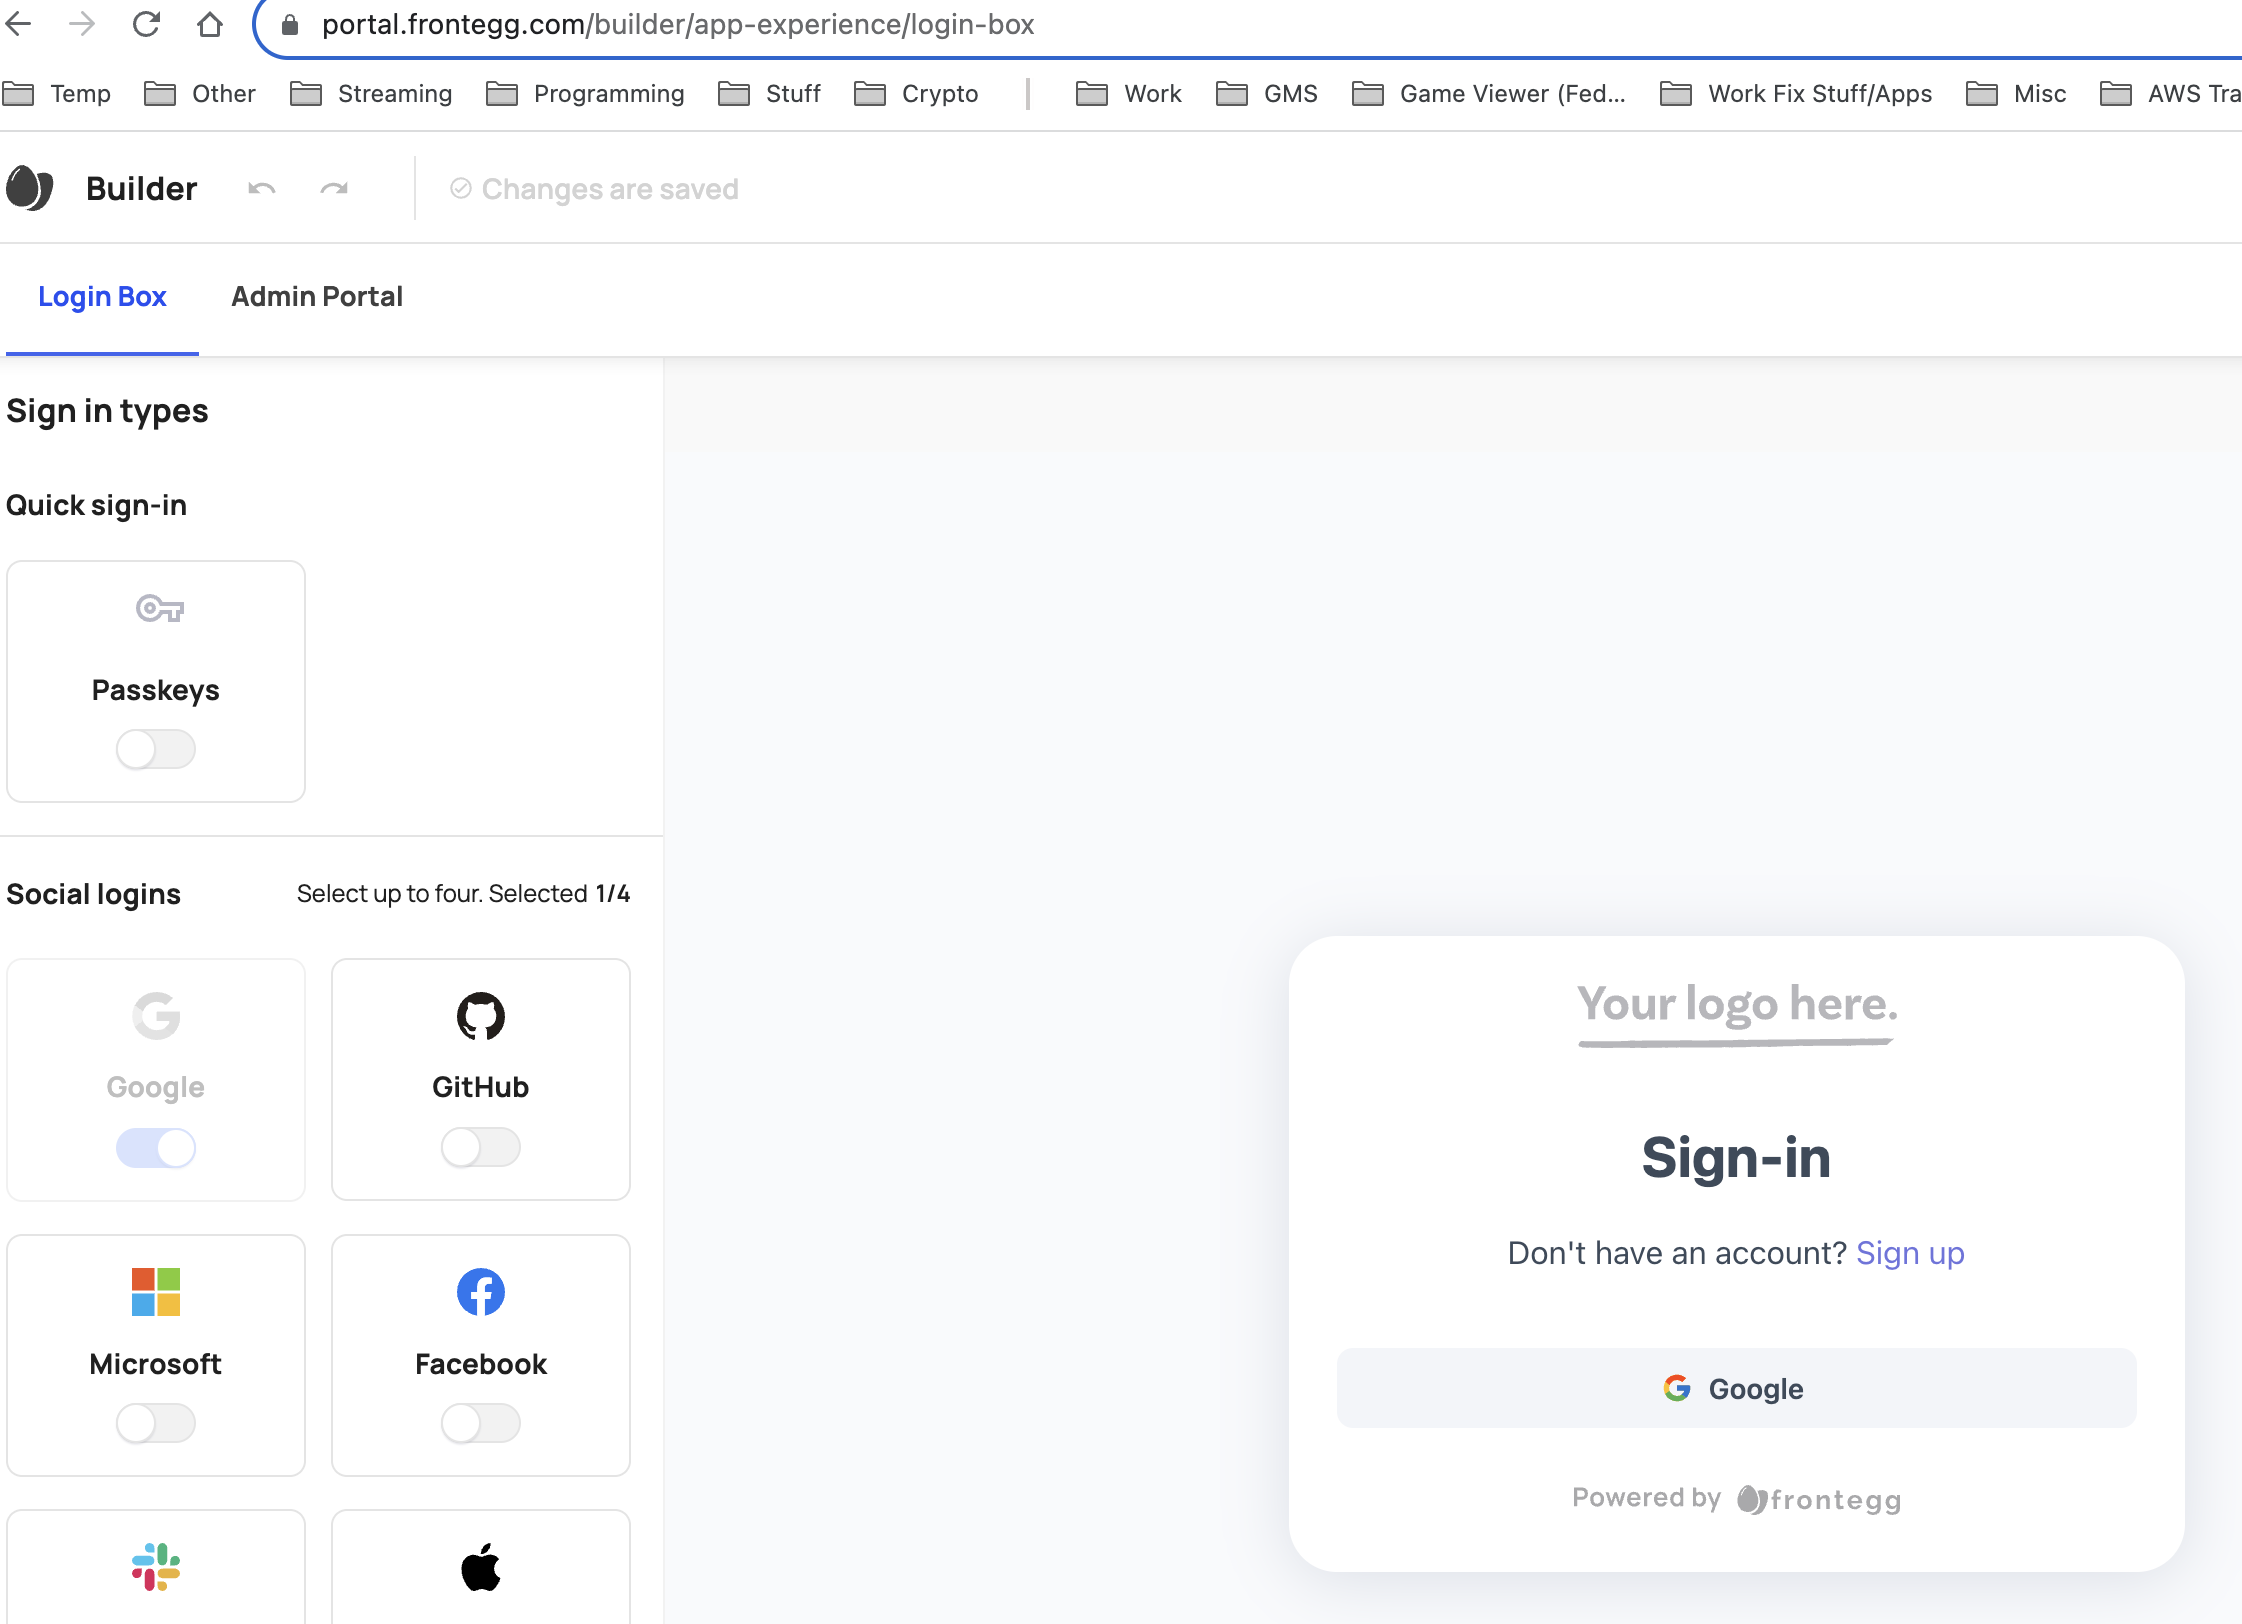 portal.frontegg.com/builder/app-experience/login-box
Temp Other Streaming Programming Stuff Crypto Work GMS Game Viewer (Fed... Work Fix Stuff/Apps Misc AWS Tra
Builder Changes are saved
Login Box Admin Portal
Sign in types
Quick sign-in
Passkeys
Social logins Select up to four. Selected 1/4
Google GitHub
Microsoft Facebook
Your logo here.
Sign-in
Don't have an account? Sign up
Google
Powered by frontegg